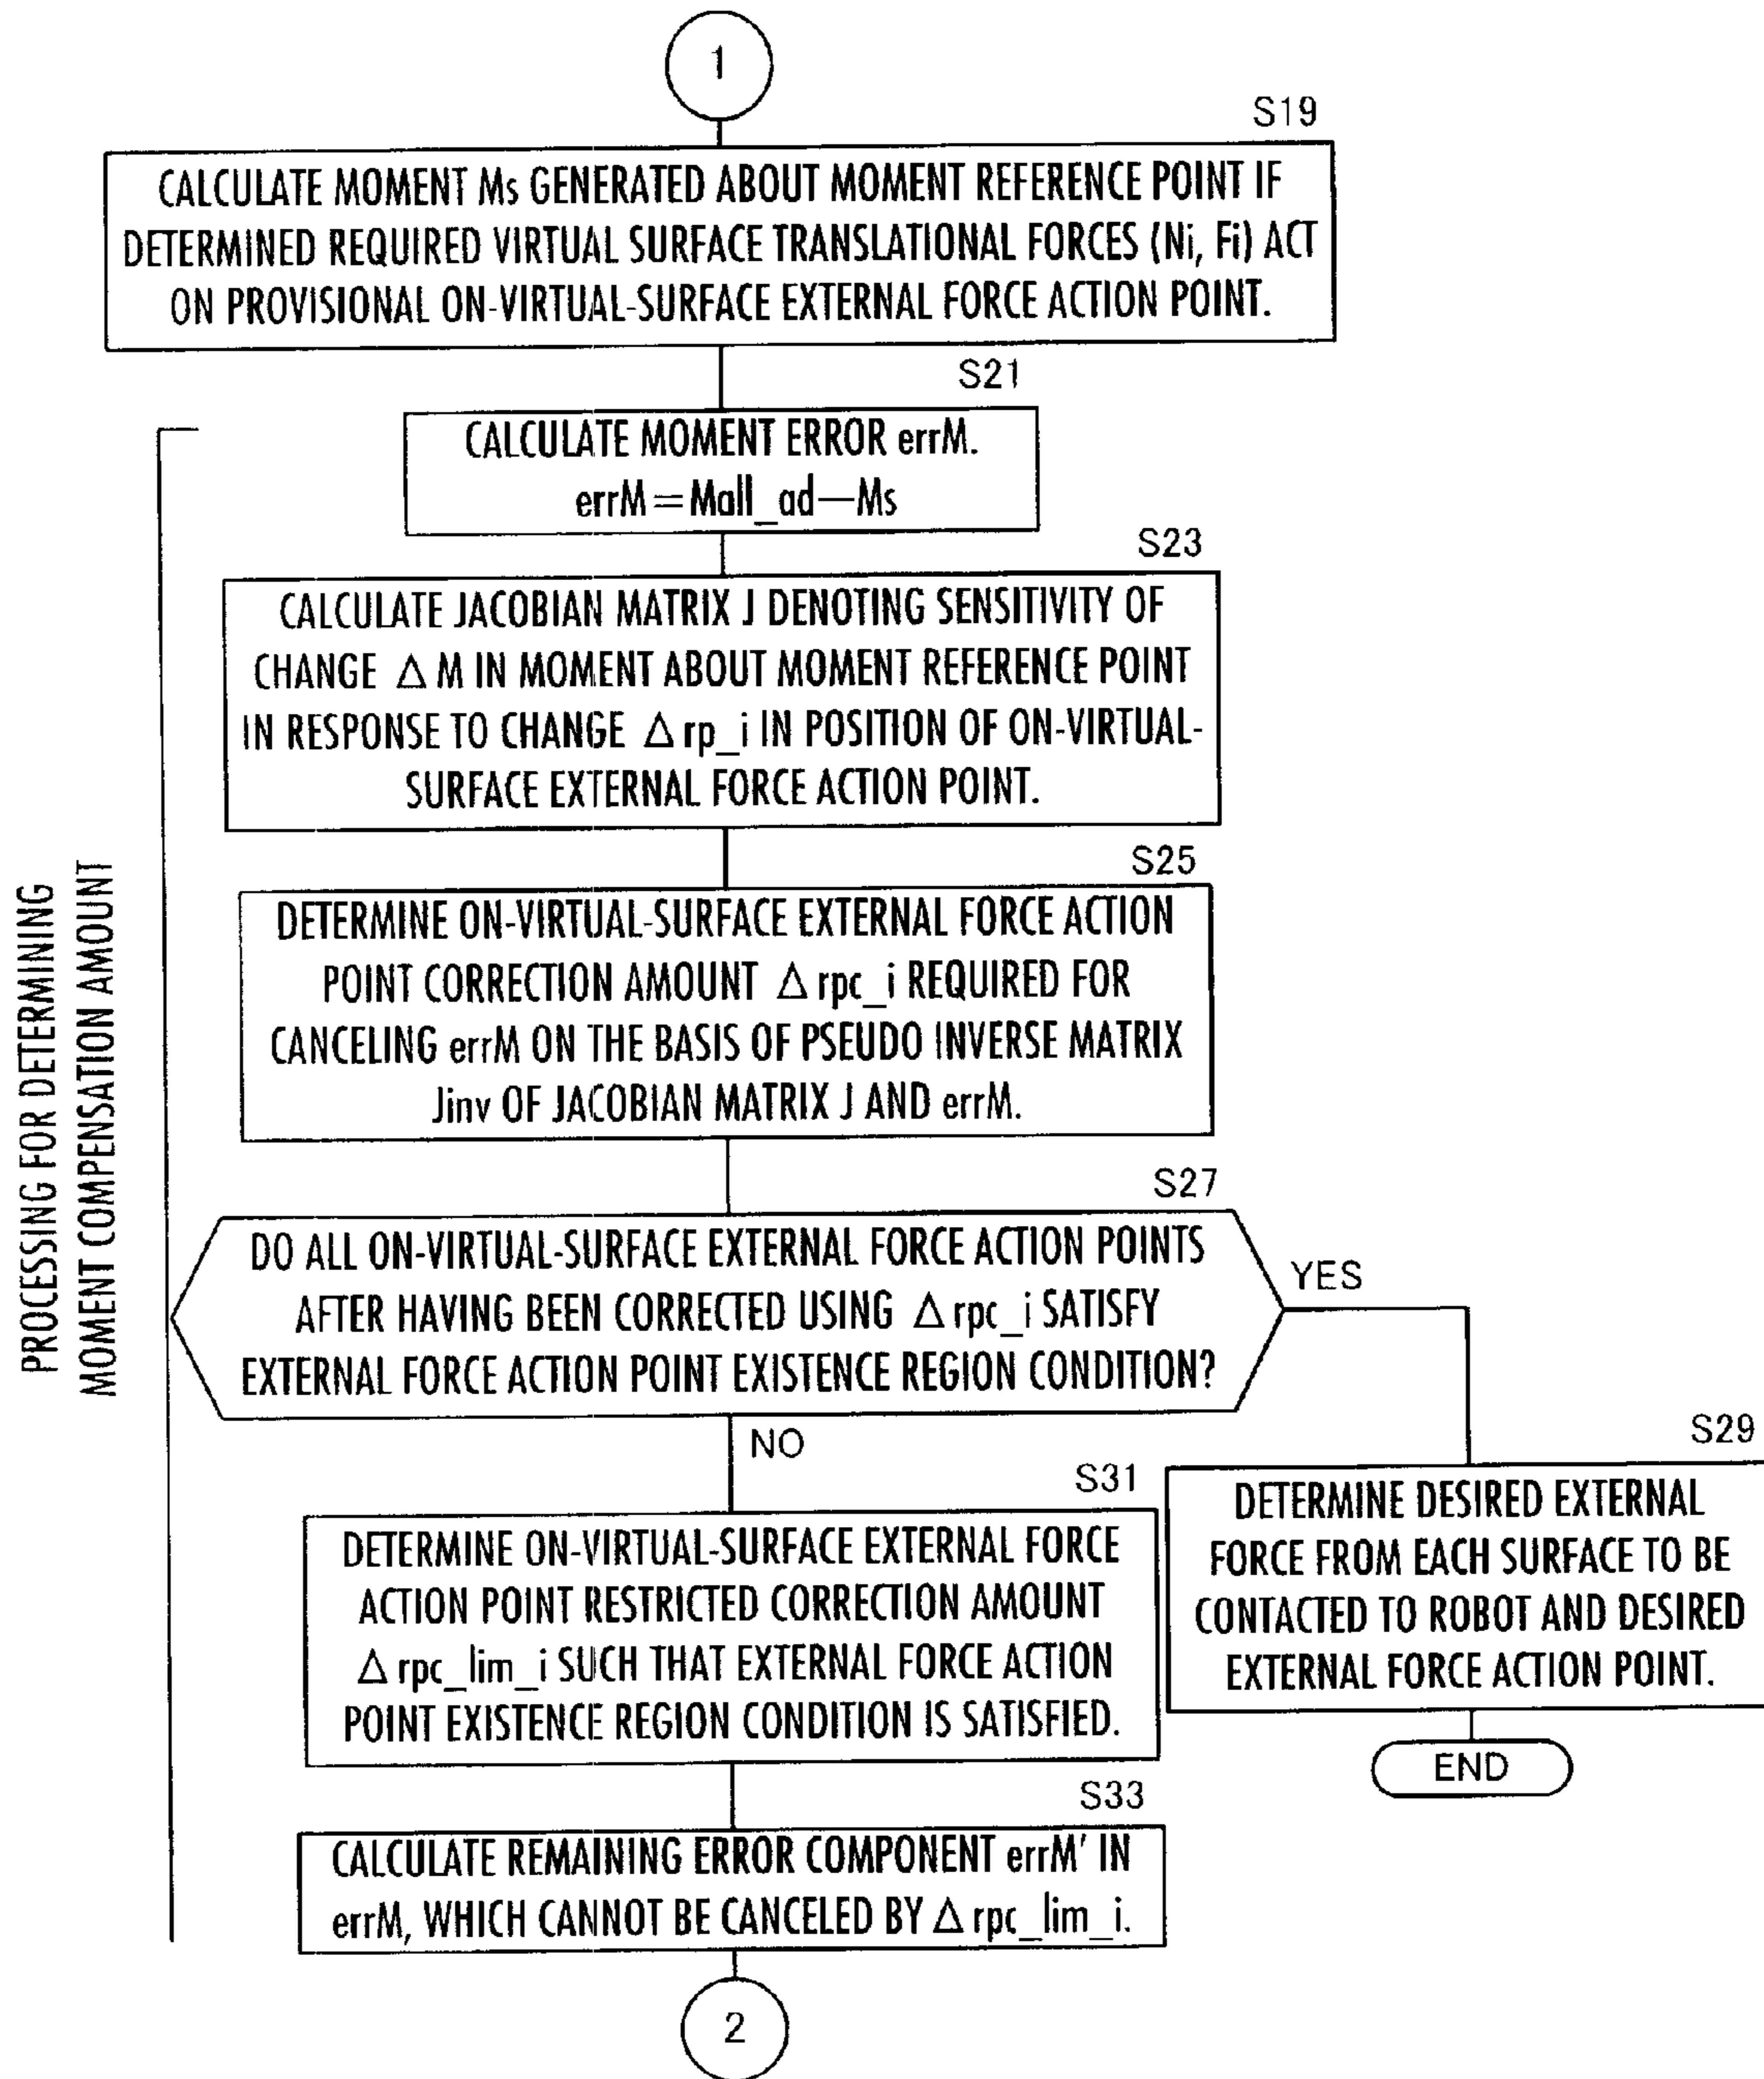 1
S19
CALCULATE MOMENT Ms GENERATED ABOUT MOMENT REFERENCE POINT IF
DETERMINED REQUIRED VIRTUAL SURFACE TRANSLATIONAL FORCES (Ni, Fi) ACT
ON PROVISIONAL ON-VIRTUAL-SURFACE EXTERNAL FORCE ACTION POINT.
S21
CALCULATE MOMENT ERROR errM.
errM=Mall_ad—Ms
S23
CALCULATE JACOBIAN MATRIX J DENOTING SENSITIVITY OF
CHANGE △M IN MOMENT ABOUT MOMENT REFERENCE POINT
IN RESPONSE TO CHANGE △rp_i IN POSITION OF ON-VIRTUAL-
SURFACE EXTERNAL FORCE ACTION POINT.
S25
DETERMINE ON-VIRTUAL-SURFACE EXTERNAL FORCE ACTION
POINT CORRECTION AMOUNT △rpc_i REQUIRED FOR
CANCELING errM ON THE BASIS OF PSEUDO INVERSE MATRIX
Jinv OF JACOBIAN MATRIX J AND errM.
PROCESSING FOR DETERMINING
MOMENT COMPENSATION AMOUNT
S27
DO ALL ON-VIRTUAL-SURFACE EXTERNAL FORCE ACTION POINTS
AFTER HAVING BEEN CORRECTED USING △rpc_i SATISFY
EXTERNAL FORCE ACTION POINT EXISTENCE REGION CONDITION?
YES
NO
S29
DETERMINE DESIRED EXTERNAL
FORCE FROM EACH SURFACE TO BE
CONTACTED TO ROBOT AND DESIRED
EXTERNAL FORCE ACTION POINT.
END
S31
DETERMINE ON-VIRTUAL-SURFACE EXTERNAL FORCE
ACTION POINT RESTRICTED CORRECTION AMOUNT
△rpc_lim_i SUCH THAT EXTERNAL FORCE ACTION
POINT EXISTENCE REGION CONDITION IS SATISFIED.
S33
CALCULATE REMAINING ERROR COMPONENT errM' IN
errM, WHICH CANNOT BE CANCELED BY △rpc_lim_i.
2